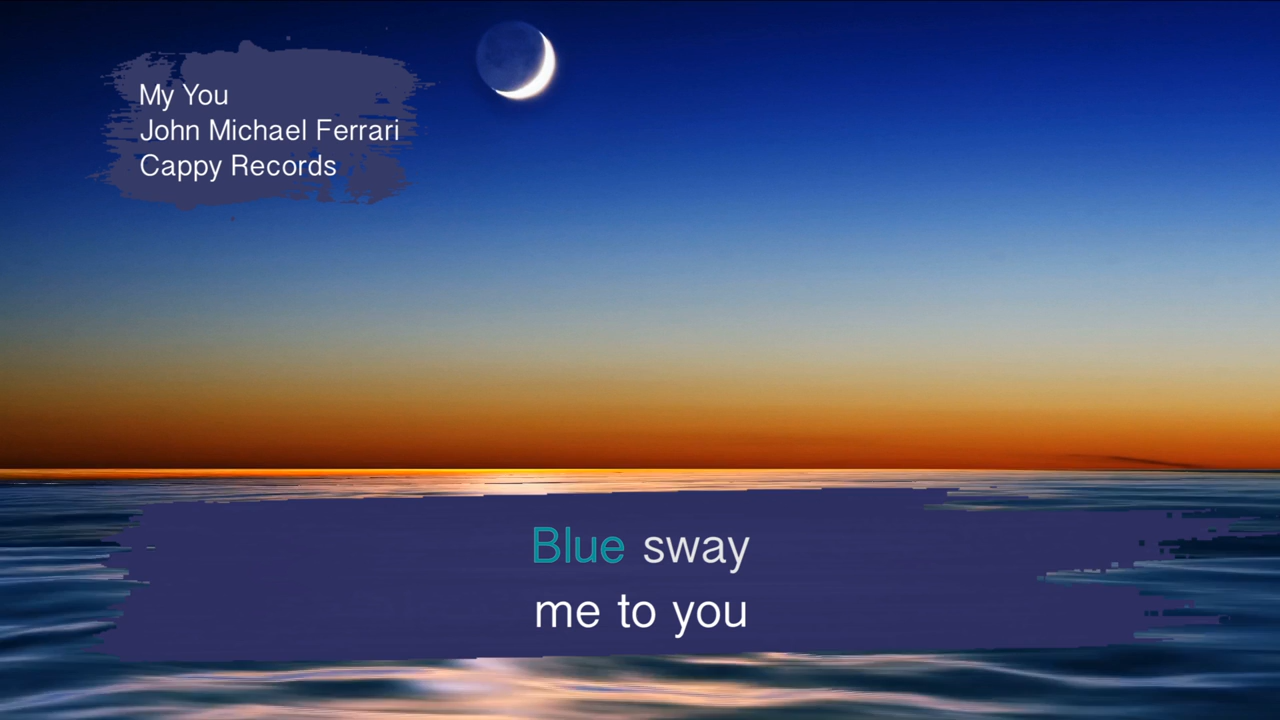 My You
John Michael Ferrari
Cappy Records
Blue sway
me to you